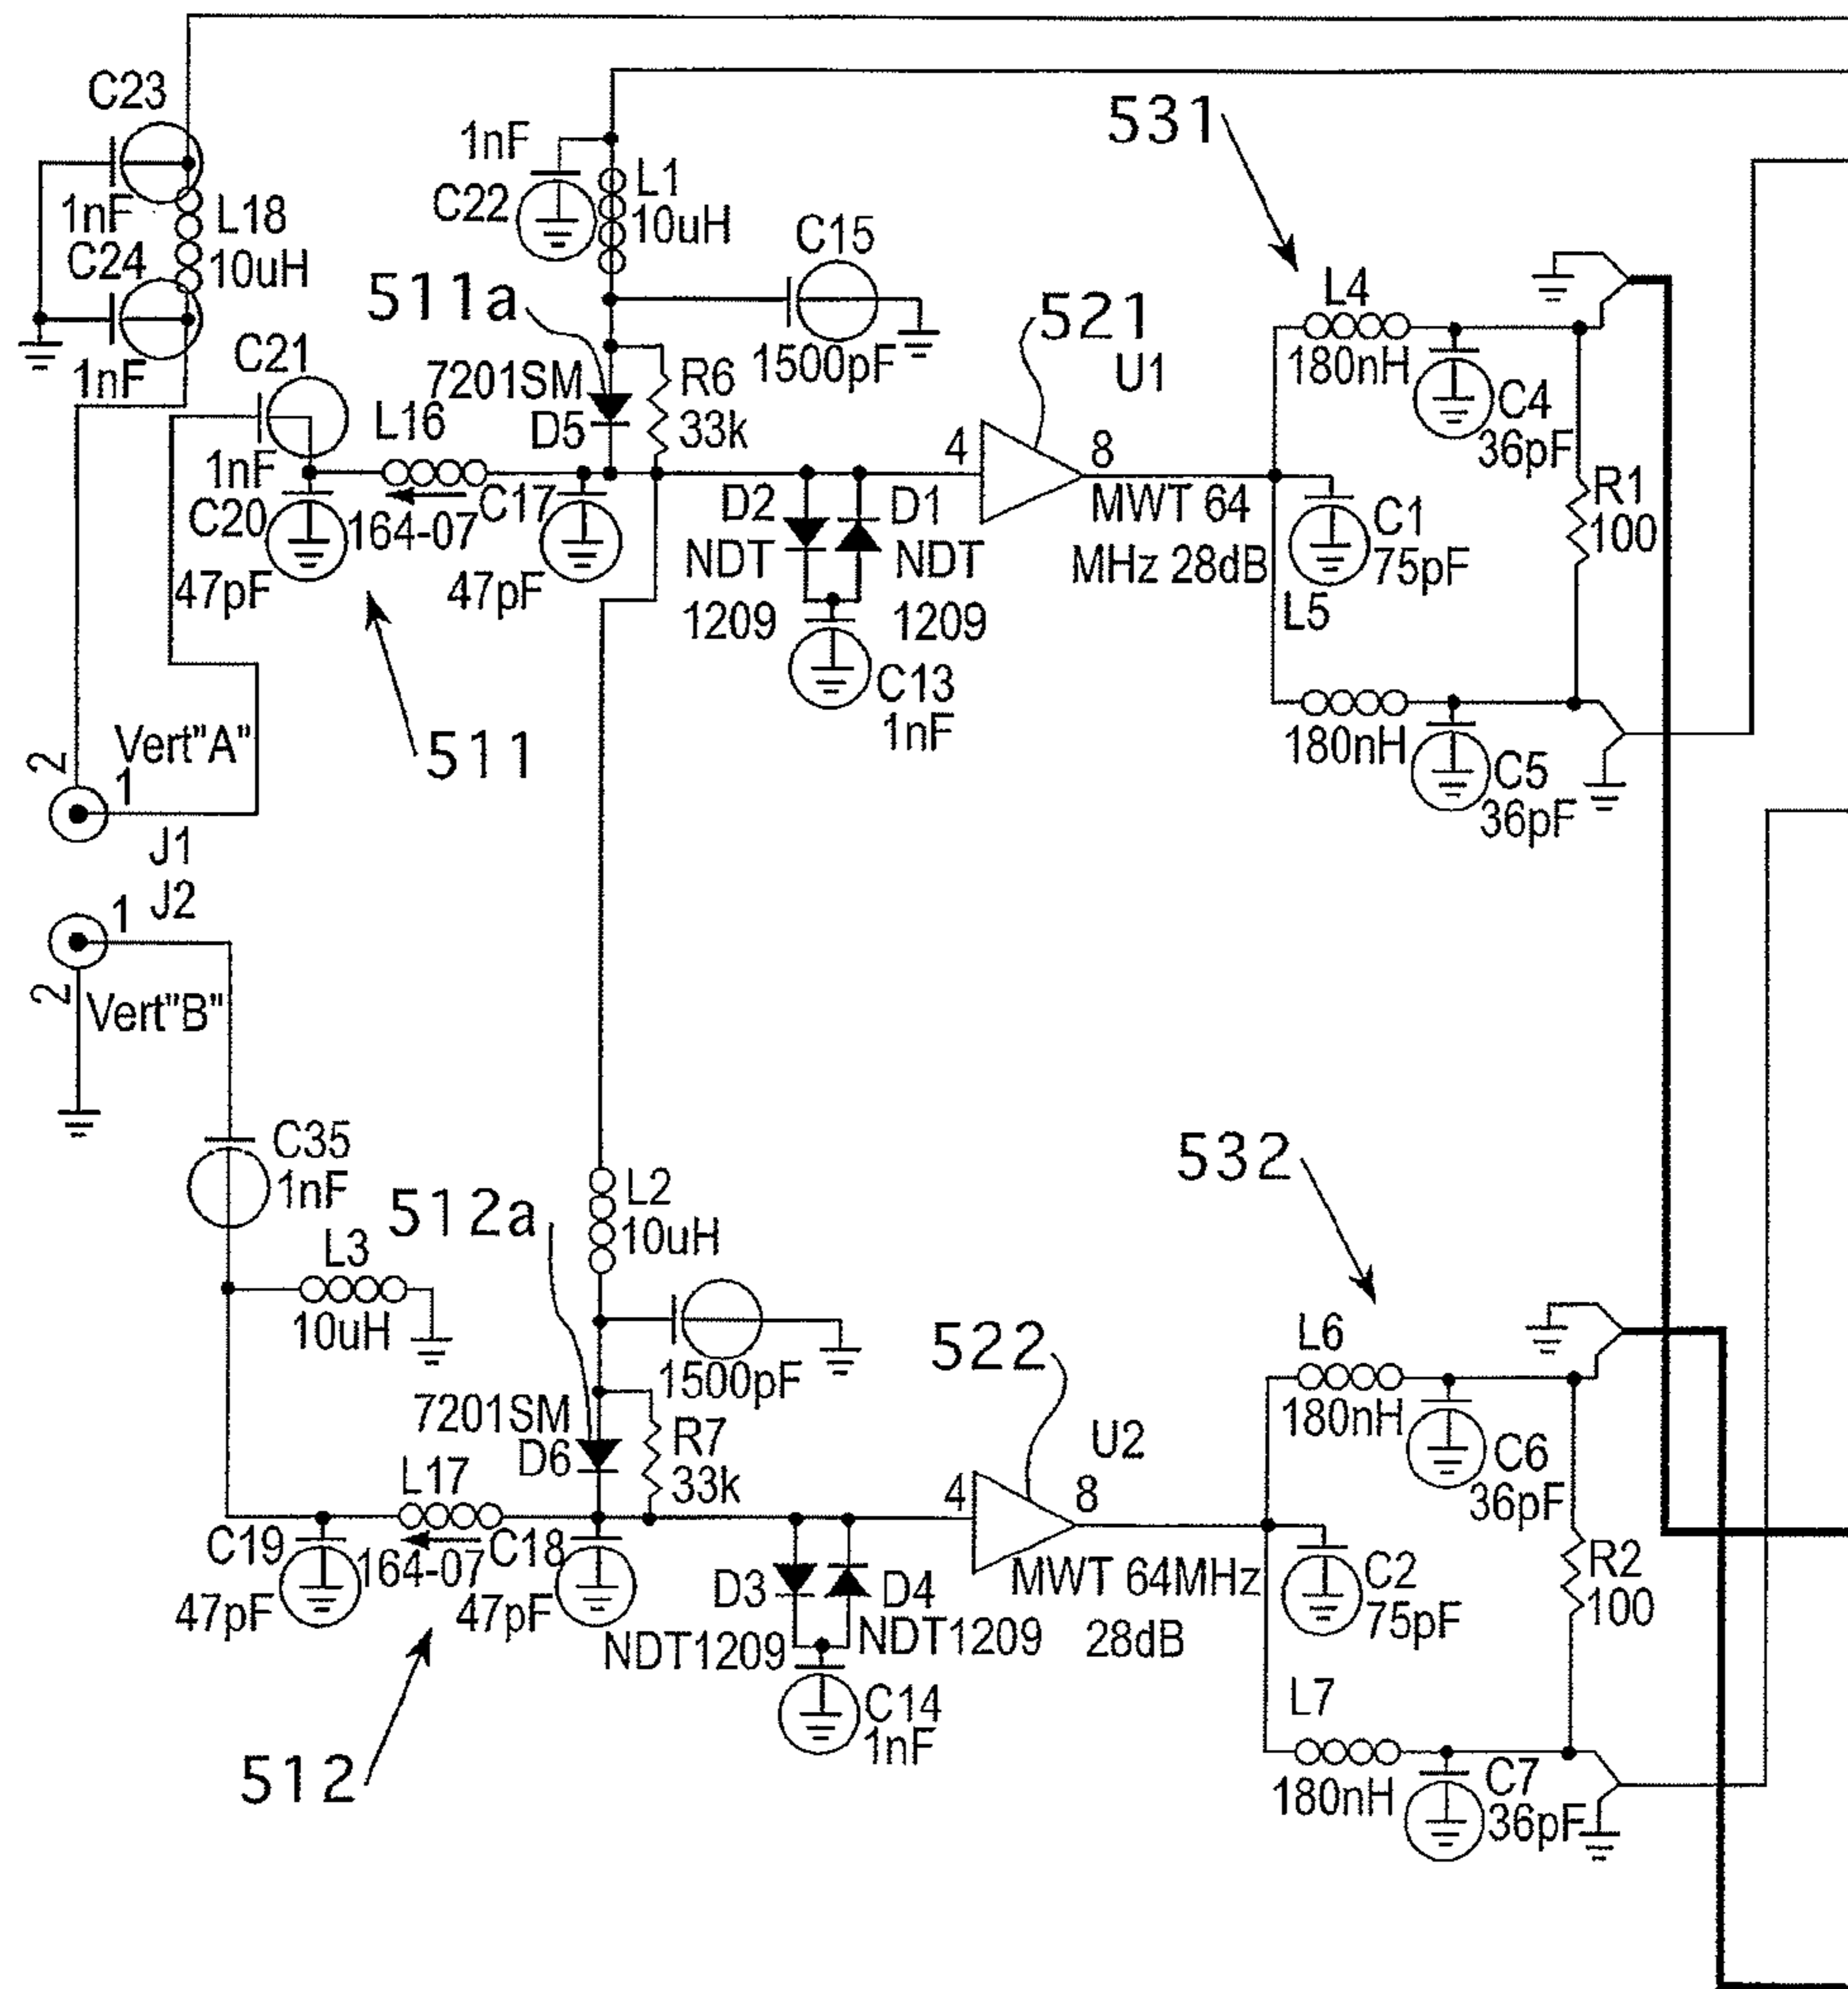 C23
1nF
C24
1nF
L18
10uH
1nF
C22
L1
10uH
C15
1500pF
511a
7201SM
D5
R6
33k
C21
1nF
L16
164-07
C20
47pF
C17
47pF
511
D2
NDT
1209
D1
NDT
1209
C13
1nF
521
U1
4
8
MWT 64
MHz 28dB
531
L4
180nH
C4
36pF
C1
75pF
R1
100
L5
180nH
C5
36pF
2
Vert"A"
1
J1
J2
1
2
Vert"B"
C35
1nF
L3
10uH
L2
10uH
512a
1500pF
7201SM
D6
R7
33k
L17
164-07
C19
47pF
C18
47pF
512
D3
NDT1209
D4
NDT1209
C14
1nF
522
U2
4
8
MWT 64MHz
28dB
532
L6
180nH
C6
36pF
C2
75pF
R2
100
L7
180nH
C7
36pF